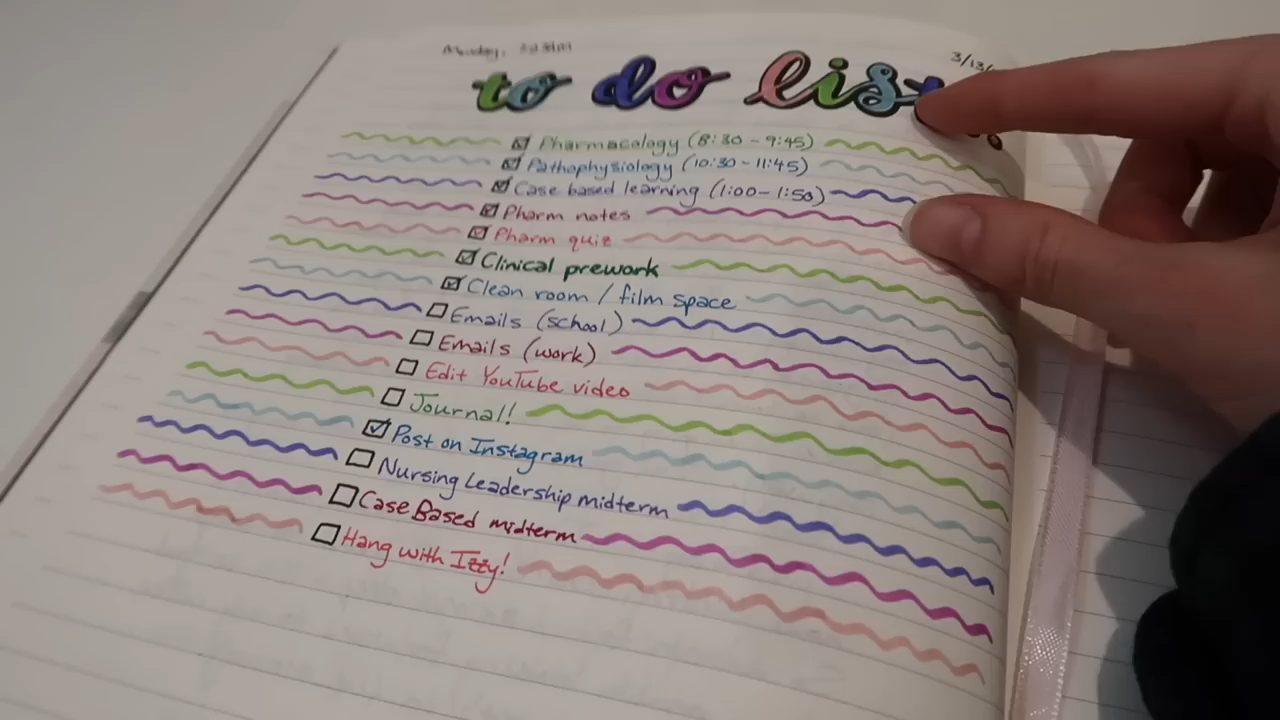 Monday,
3/13/
to do list
☑ Pharmacology (8:30 - 9:45)
☑ Pathophysiology (10:30 - 11:45)
☑ Case based learning (1:00 - 1:50)
☑ Pharm notes
☑ Pharm quiz
☑ Clinical prework
☑ Clean room / film space
☐ Emails (school)
☐ Emails (work)
☐ Edit YouTube video
☐ Journal!
☑ Post on Instagram
☐ Nursing Leadership midterm
☐ Case Based midterm
☐ Hang with Izzy!